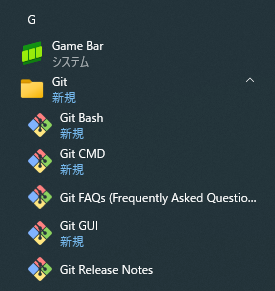 G
Game Bar
システム
Git
新規
Git Bash
新規
Git CMD
新規
Git FAQs (Frequently Asked Questio...
Git GUI
新規
Git Release Notes